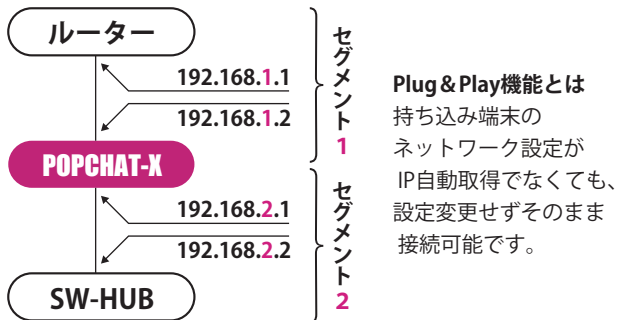 ルーター
192.168.1.1
192.168.1.2
セグメント1
POPCHAT-X
192.168.2.1
192.168.2.2
セグメント2
SW-HUB
Plug＆Play機能とは
持ち込み端末の
ネットワーク設定が
IP自動取得でなくても、
設定変更せずそのまま
接続可能です。